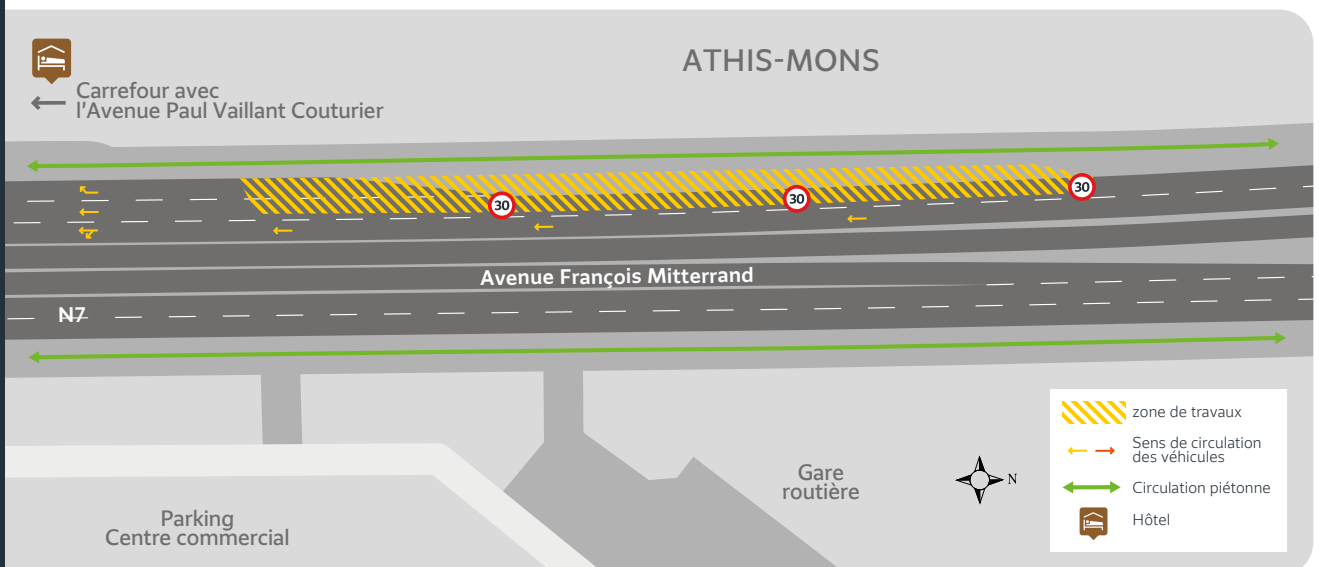 ATHIS-MONS
Carrefour avec
l'Avenue Paul Vaillant Couturier
30
30
30
Avenue François Mitterrand
N7
zone de travaux
Sens de circulation
des véhicules
Circulation piétonne
Hôtel
Gare
routière
N
Parking
Centre commercial